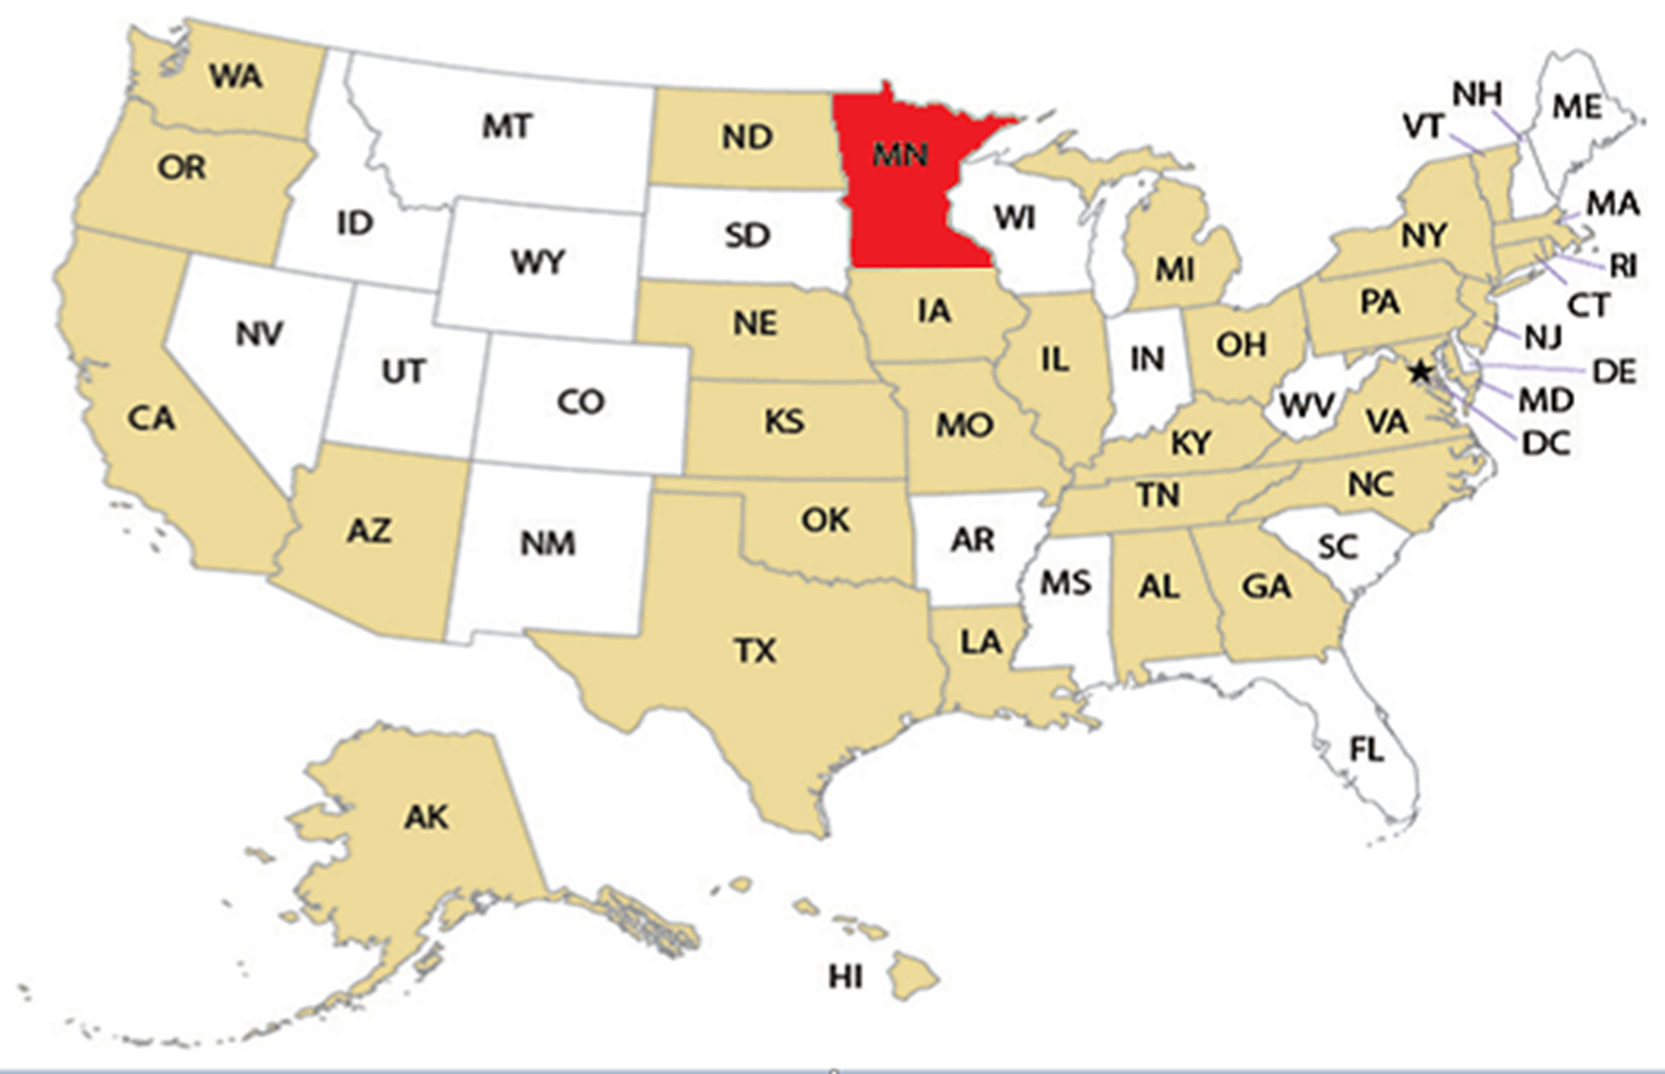 WA
MT
ND
MN
OR
ID
WY
SD
WI
MI
NH
VT
ME
NY
MA
RI
CT
PA
NJ
DE
MD
DC
NV
UT
CO
NE
IA
IL
IN
OH
WV
VA
CA
KS
MO
KY
TN
NC
AZ
NM
OK
AR
SC
MS
AL
GA
TX
LA
FL
AK
HI